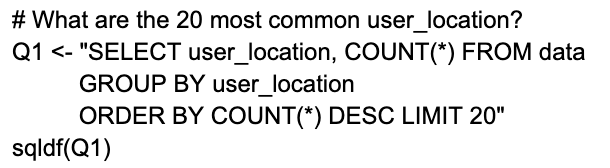 # What are the 20 most common user_location?
Q1 <- "SELECT user_location, COUNT(*) FROM data
GROUP BY user_location
ORDER BY COUNT(*) DESC LIMIT 20"
sqldf(Q1)